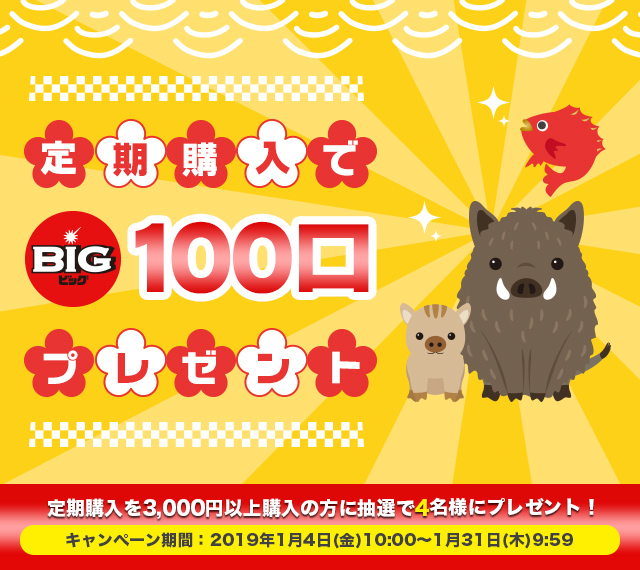 定期購入で
BIG
ビッグ
100口
プレゼント
定期購入を3,000円以上購入の方に抽選で4名様にプレゼント！
キャンペーン期間：2019年1月4日(金)10:00～1月31日(木)9:59